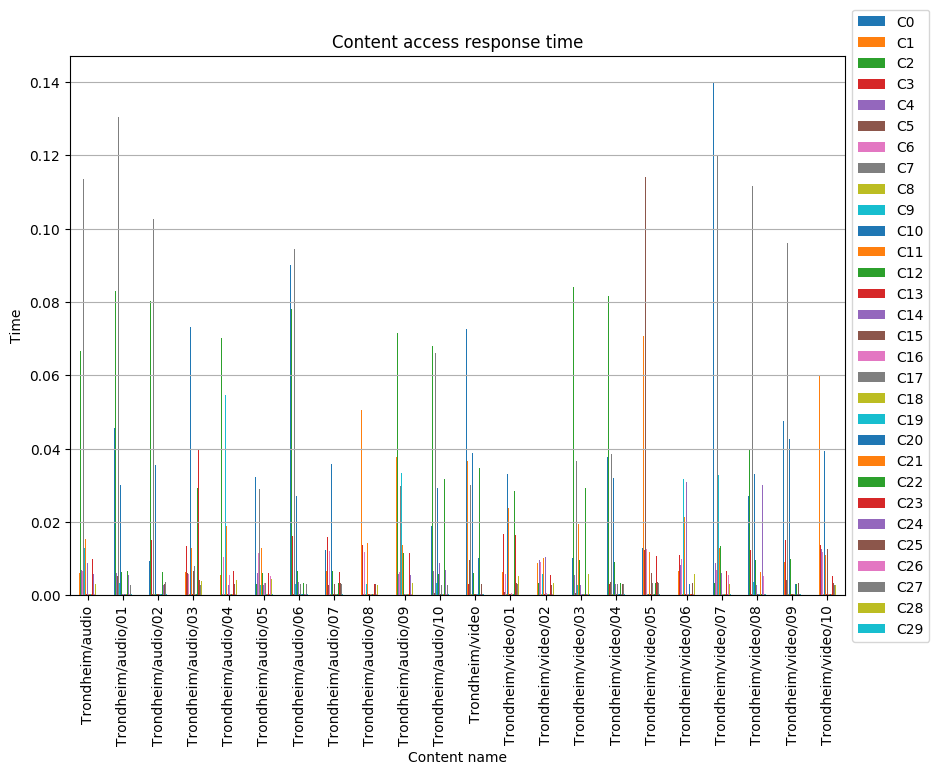 Content access response time
Time
0.14
0.12
0.10
0.08
0.06
0.04
0.02
0.00
Trondheim/audio
Trondheim/audio/01
Trondheim/audio/02
Trondheim/audio/03
Trondheim/audio/04
Trondheim/audio/05
Trondheim/audio/06
Trondheim/audio/07
Trondheim/audio/08
Trondheim/audio/09
Trondheim/audio/10
Trondheim/video
Trondheim/video/01
Trondheim/video/02
Trondheim/video/03
Trondheim/video/04
Trondheim/video/05
Trondheim/video/06
Trondheim/video/07
Trondheim/video/08
Trondheim/video/09
Trondheim/video/10
Content name
C0
C1
C2
C3
C4
C5
C6
C7
C8
C9
C10
C11
C12
C13
C14
C15
C16
C17
C18
C19
C20
C21
C22
C23
C24
C25
C26
C27
C28
C29